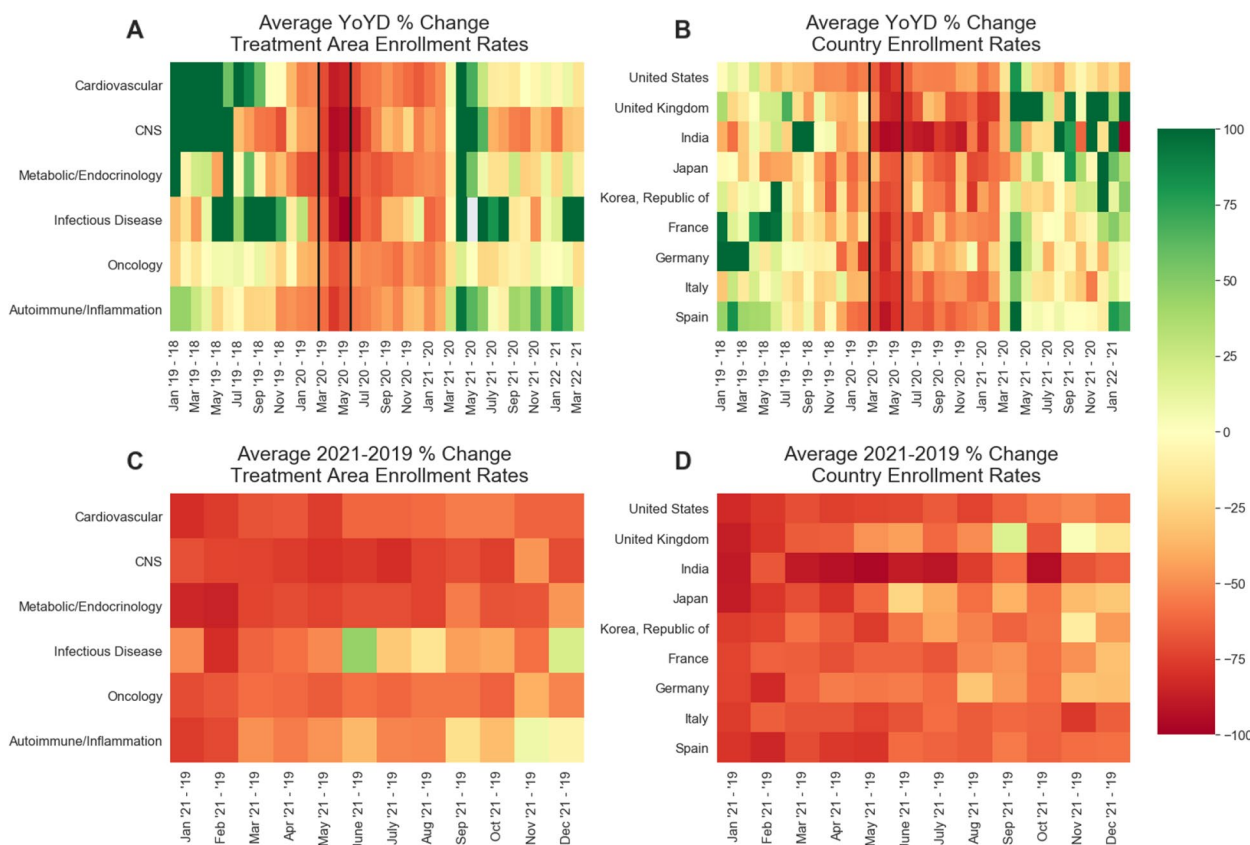 A
Average YoYD % Change
Treatment Area Enrollment Rates
Cardiovascular
CNS
Metabolic/Endocrinology
Infectious Disease
Oncology
Autoimmune/Inflammation
Jan '19 - '18
Mar '19 - '18
May '19 - '18
Jul '19 - '18
Sep '19 - '18
Nov '19 - '18
Jan '20 - '19
Mar '20 - '19
May '20 - '19
Jul '20 - '19
Sep '20 - '19
Nov '20 - '19
Jan '21 - '20
Mar '21 - '20
May '21 - '20
July '21 - '20
Sep '21 - '20
Nov '21 - '20
Jan '22 - '21
Mar '22 - '21
B
Average YoYD % Change
Country Enrollment Rates
United States
United Kingdom
India
Japan
Korea, Republic of
France
Germany
Italy
Spain
Jan '19 - '18
Mar '19 - '18
May '19 - '18
Jul '19 - '18
Sep '19 - '18
Nov '19 - '18
Jan '20 - '19
Mar '20 - '19
May '20 - '19
Jul '20 - '19
Sep '20 - '19
Nov '20 - '19
Jan '21 - '20
Mar '21 - '20
May '21 - '20
July '21 - '20
Sep '21 - '20
Nov '21 - '20
Jan '22 - '21
100
75
50
25
0
−25
−50
−75
−100
C
Average 2021-2019 % Change
Treatment Area Enrollment Rates
Cardiovascular
CNS
Metabolic/Endocrinology
Infectious Disease
Oncology
Autoimmune/Inflammation
Jan '21 - '19
Feb '21 - '19
Mar '21 - '19
Apr '21 - '19
May '21 - '19
June '21 - '19
July '21 - '19
Aug '21 - '19
Sep '21 - '19
Oct '21 - '19
Nov '21 - '19
Dec '21 - '19
D
Average 2021-2019 % Change
Country Enrollment Rates
United States
United Kingdom
India
Japan
Korea, Republic of
France
Germany
Italy
Spain
Jan '21 - '19
Feb '21 - '19
Mar '21 - '19
Apr '21 - '19
May '21 - '19
June '21 - '19
July '21 - '19
Aug '21 - '19
Sep '21 - '19
Oct '21 - '19
Nov '21 - '19
Dec '21 - '19